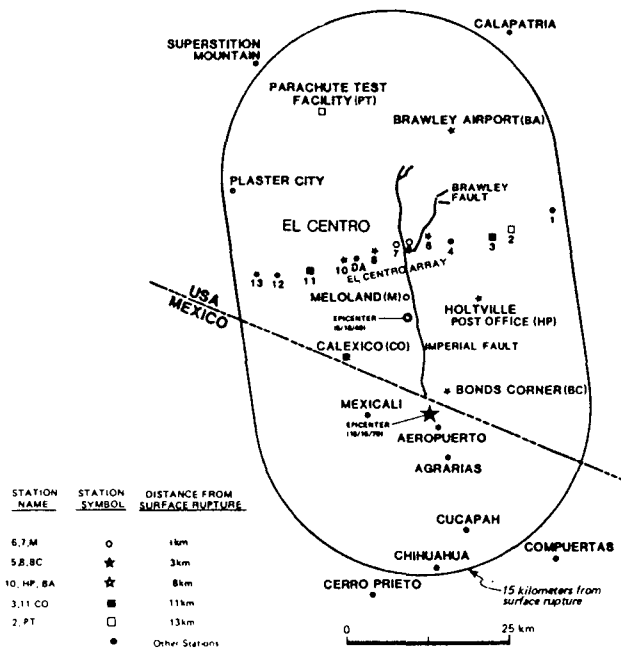 CALAPATRIA
SUPERSTITION
MOUNTAIN
PARACHUTE TEST
FACILITY (PT)
BRAWLEY AIRPORT (BA)
PLASTER CITY
BRAWLEY
FAULT
EL CENTRO
1
2
3
4
6
7
8
DA
10
11
12
13
EL CENTRO ARRAY
USA
MEXICO
MELOLAND (M)
HOLTVILLE
POST OFFICE (HP)
EPICENTER
IMPERIAL FAULT
CALEXICO (CO)
BONDS CORNER (BC)
MEXICALI
EPICENTER
(10/16/79)
AEROPUERTO
AGRARIAS
CUCAPAH
CHIHUAHUA
COMPUERTAS
CERRO PRIETO
15 kilometers from
surface rupture
0 25 km
STATION NAME STATION SYMBOL DISTANCE FROM SURFACE RUPTURE
6,7,M 1km
5,8,BC 3km
10, HP, BA 8km
3,11 CO 11km
2, PT 13km
Other Stations